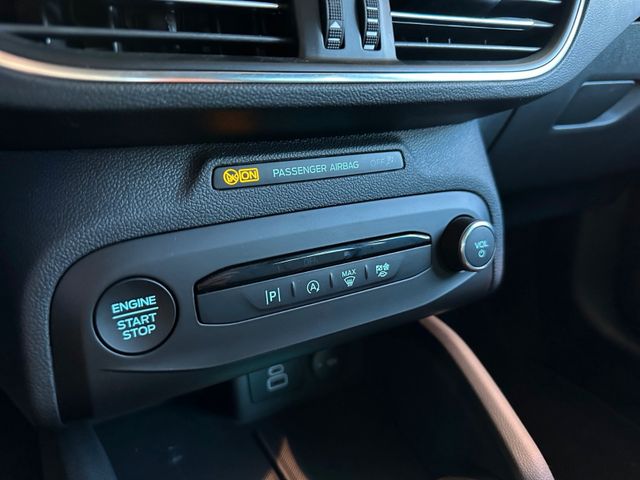 ON PASSENGER AIRBAG OFF
VOL
MAX
|P| A
ENGINE
START
STOP